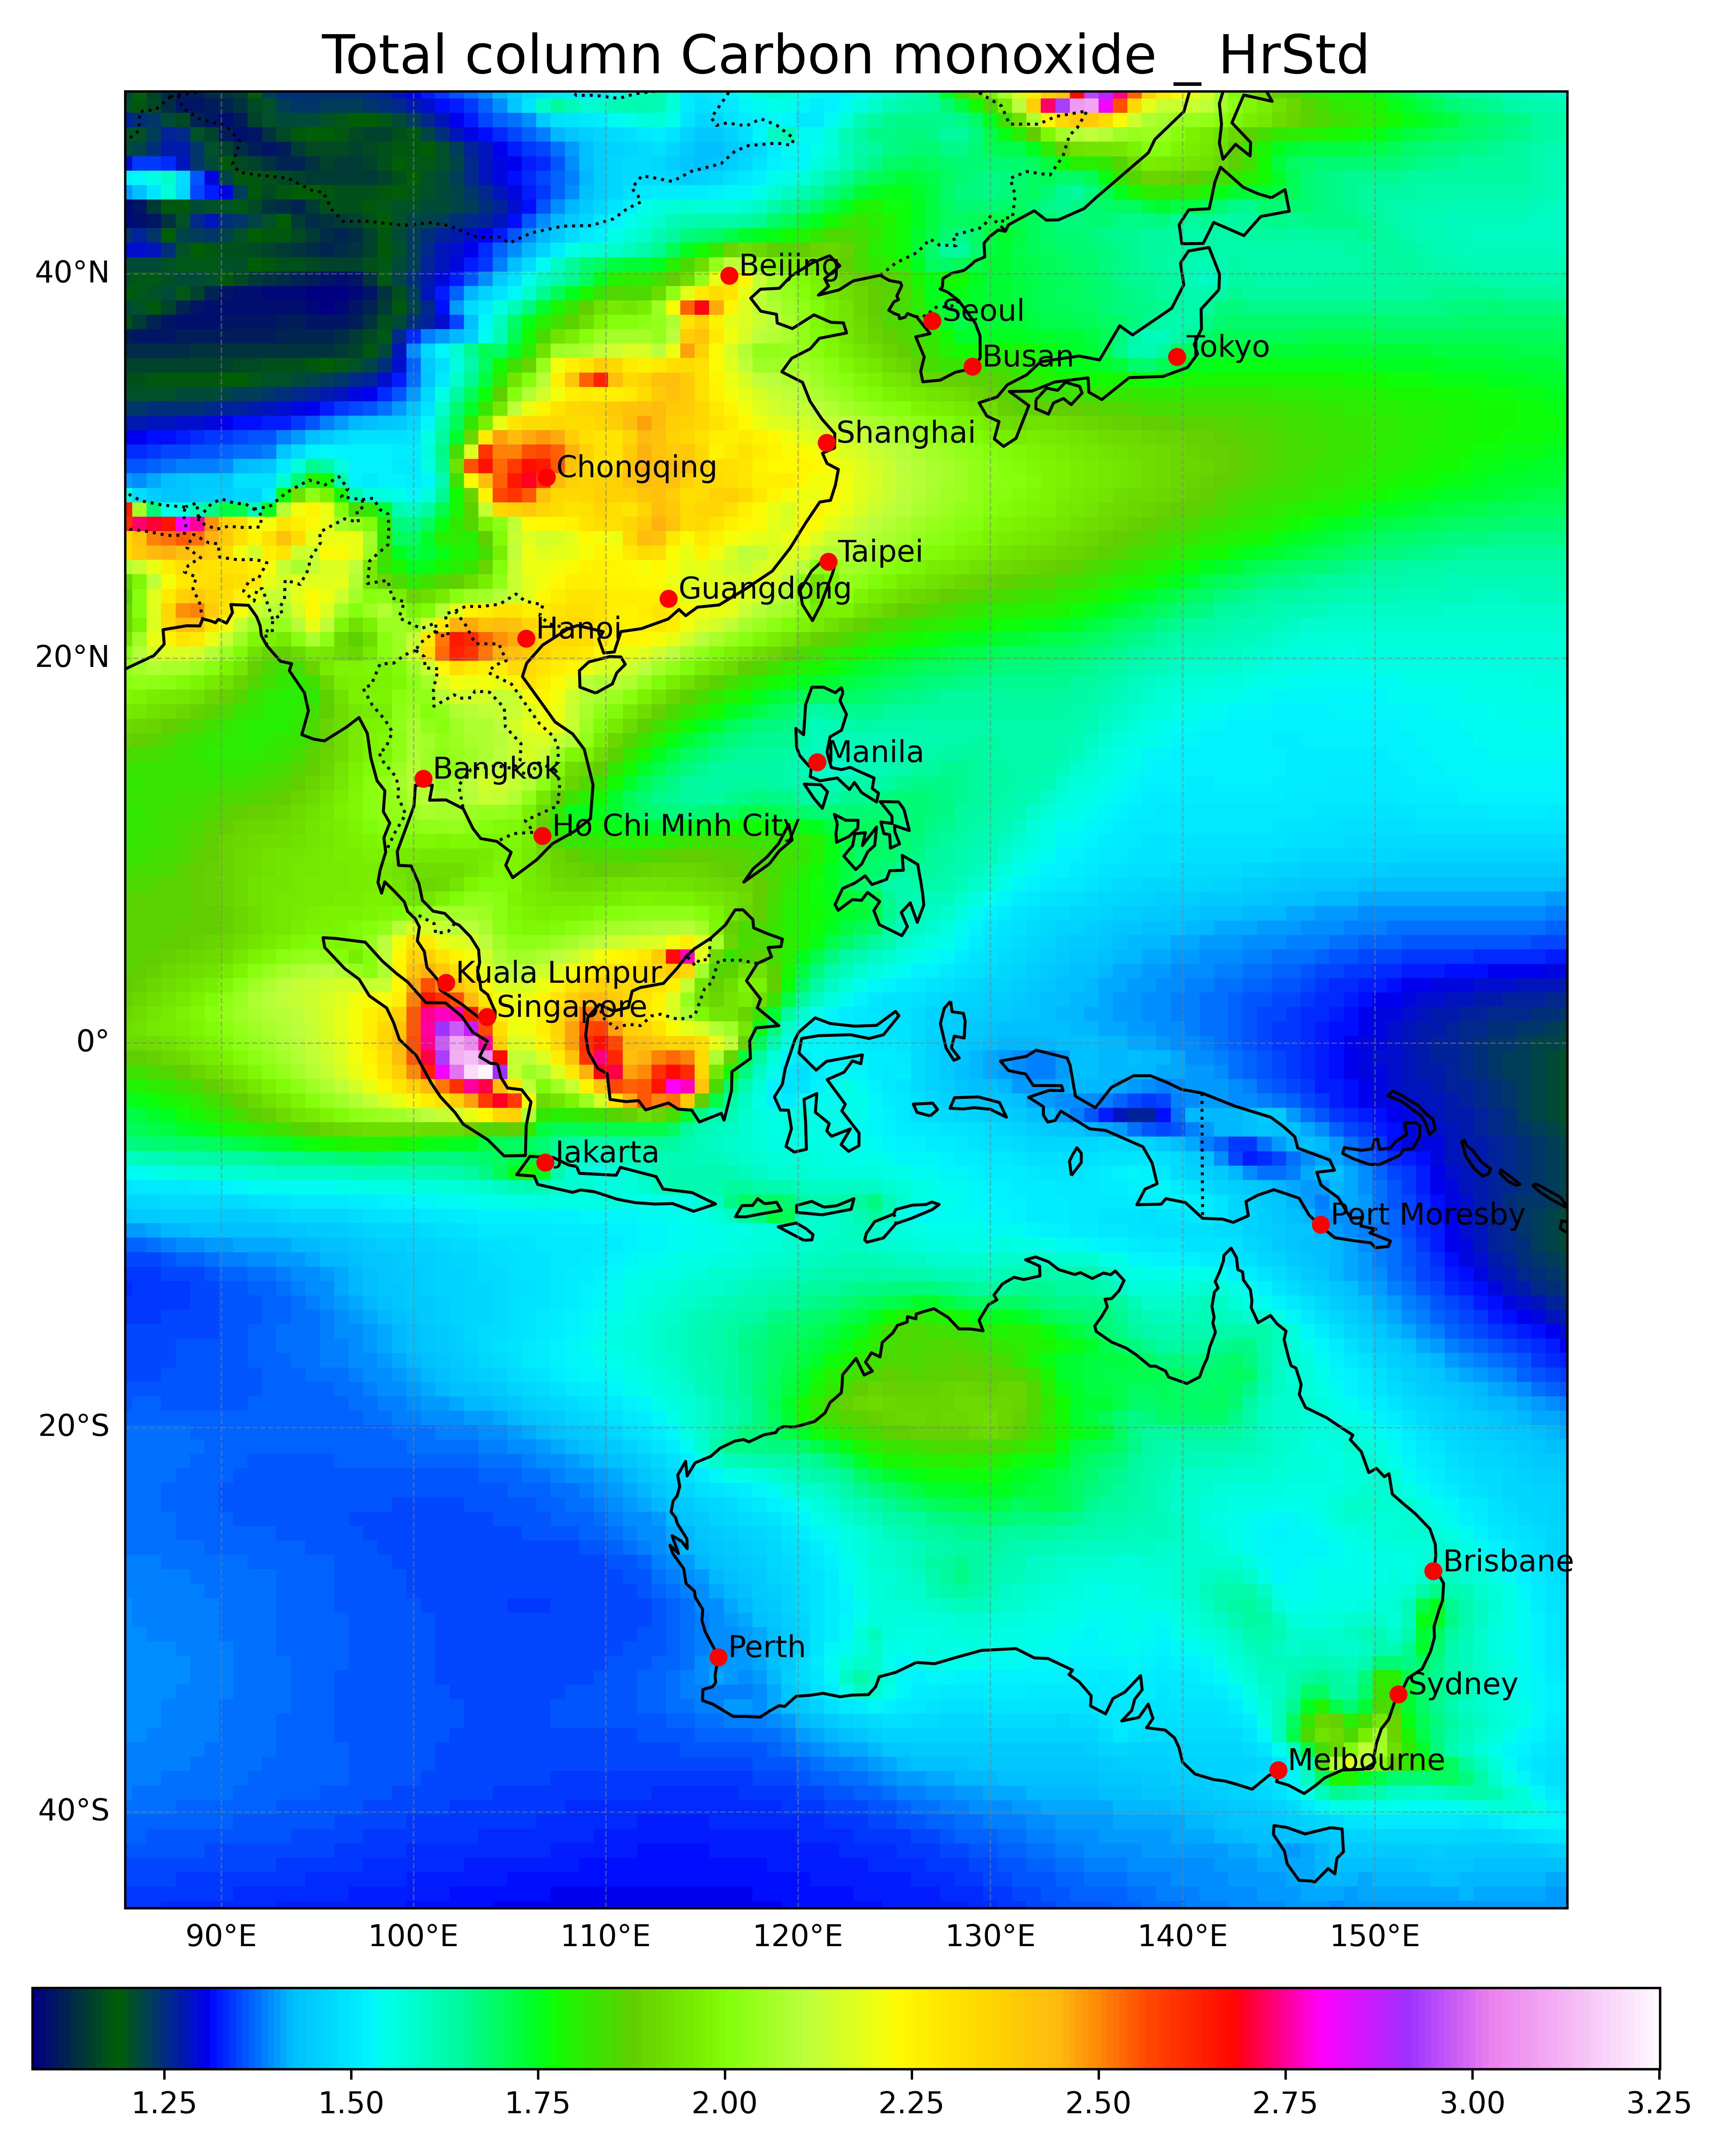 Total column Carbon monoxide _ HrStd
40°N
20°N
0°
20°S
40°S
Beijing
Seoul
Busan
Tokyo
Shanghai
Chongqing
Taipei
Guangdong
Hanoi
Manila
Bangkok
Ho Chi Minh City
Kuala Lumpur
Singapore
Jakarta
Port Moresby
Brisbane
Perth
Sydney
Melbourne
90°E 100°E 110°E 120°E 130°E 140°E 150°E
1.25 1.50 1.75 2.00 2.25 2.50 2.75 3.00 3.25